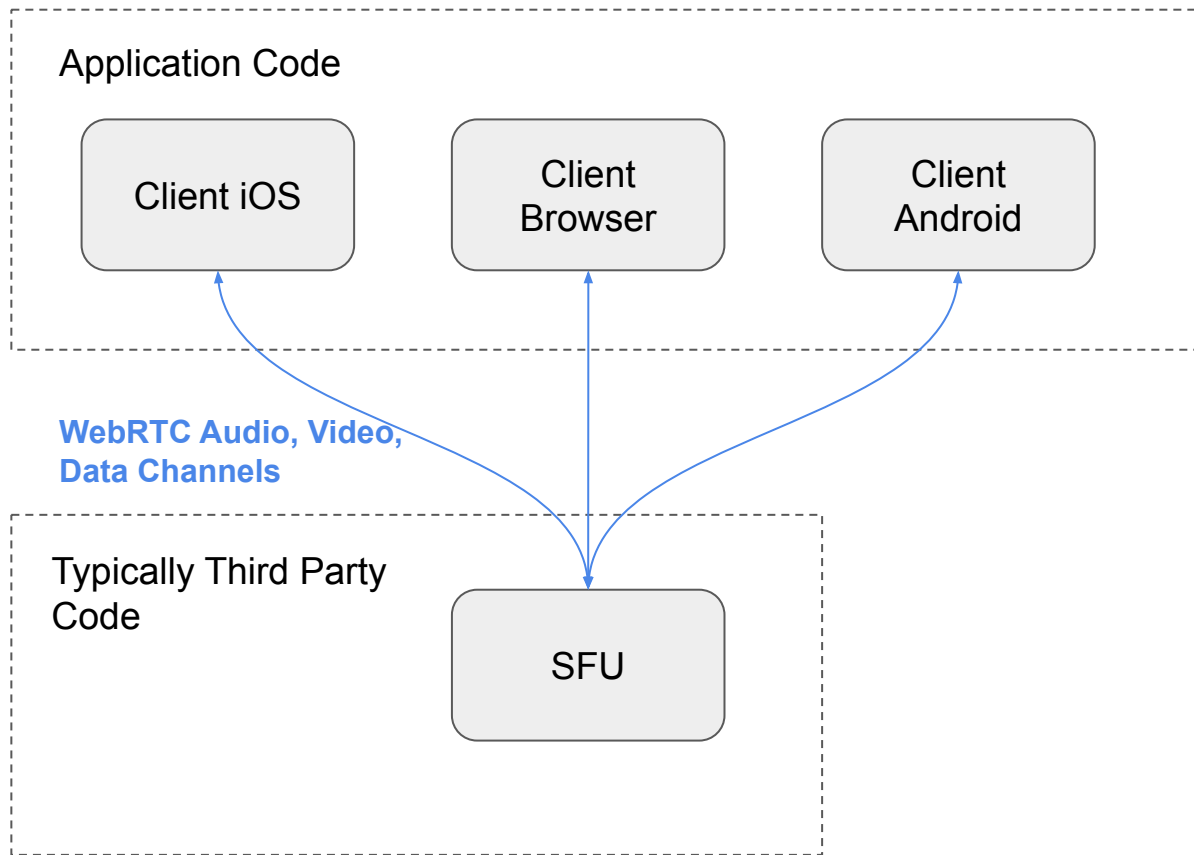 Application Code
Client iOS
Client
Browser
Client
Android
WebRTC Audio, Video,
Data Channels
Typically Third Party
Code
SFU